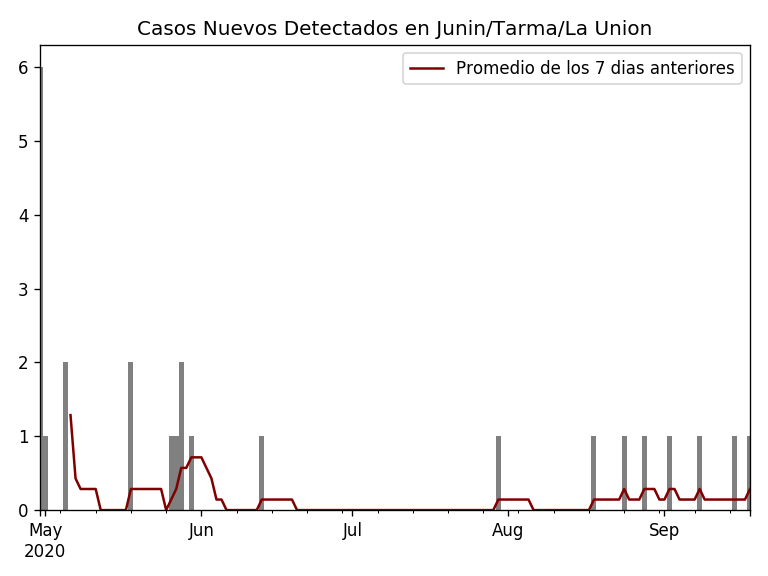 Casos Nuevos Detectados en Junin/Tarma/La Union
Promedio de los 7 dias anteriores
6
5
4
3
2
1
0
May Jun Jul Aug Sep
2020